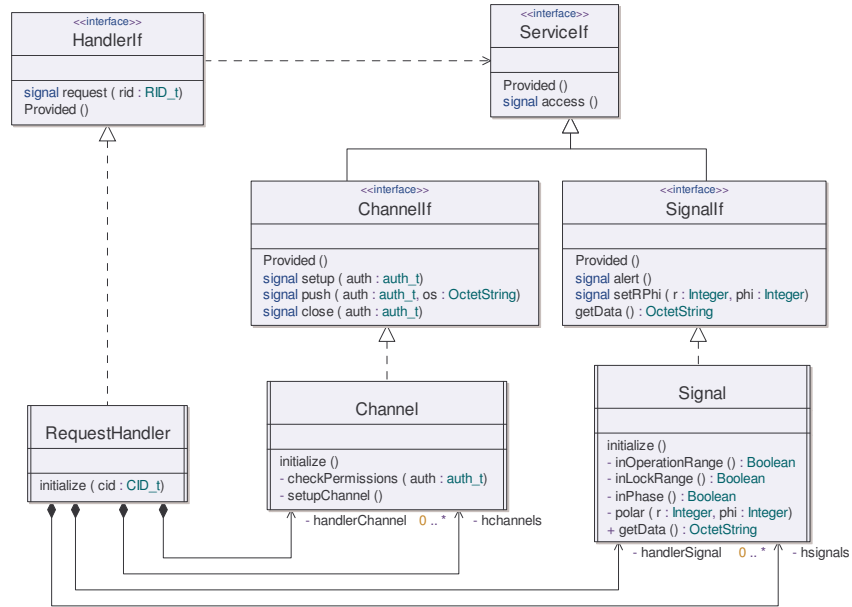 <<interface>>
HandlerIf
signal request ( rid : RID_t)
Provided ()
<<interface>>
ServiceIf
Provided ()
signal access ()
<<interface>>
ChannelIf
Provided ()
signal setup ( auth : auth_t)
signal push ( auth : auth_t, os : OctetString)
signal close ( auth : auth_t)
<<interface>>
SignalIf
Provided ()
signal alert ()
signal setRPhi ( r : Integer, phi : Integer)
getData () : OctetString
RequestHandler
initialize ( cid : CID_t)
Channel
initialize ()
- checkPermissions ( auth : auth_t)
- setupChannel ()
Signal
initialize ()
- inOperationRange () : Boolean
- inLockRange () : Boolean
- inPhase () : Boolean
- polar ( r : Integer, phi : Integer)
+ getData () : OctetString
- handlerChannel 0 .. * - hchannels
- handlerSignal 0 .. * - hsignals